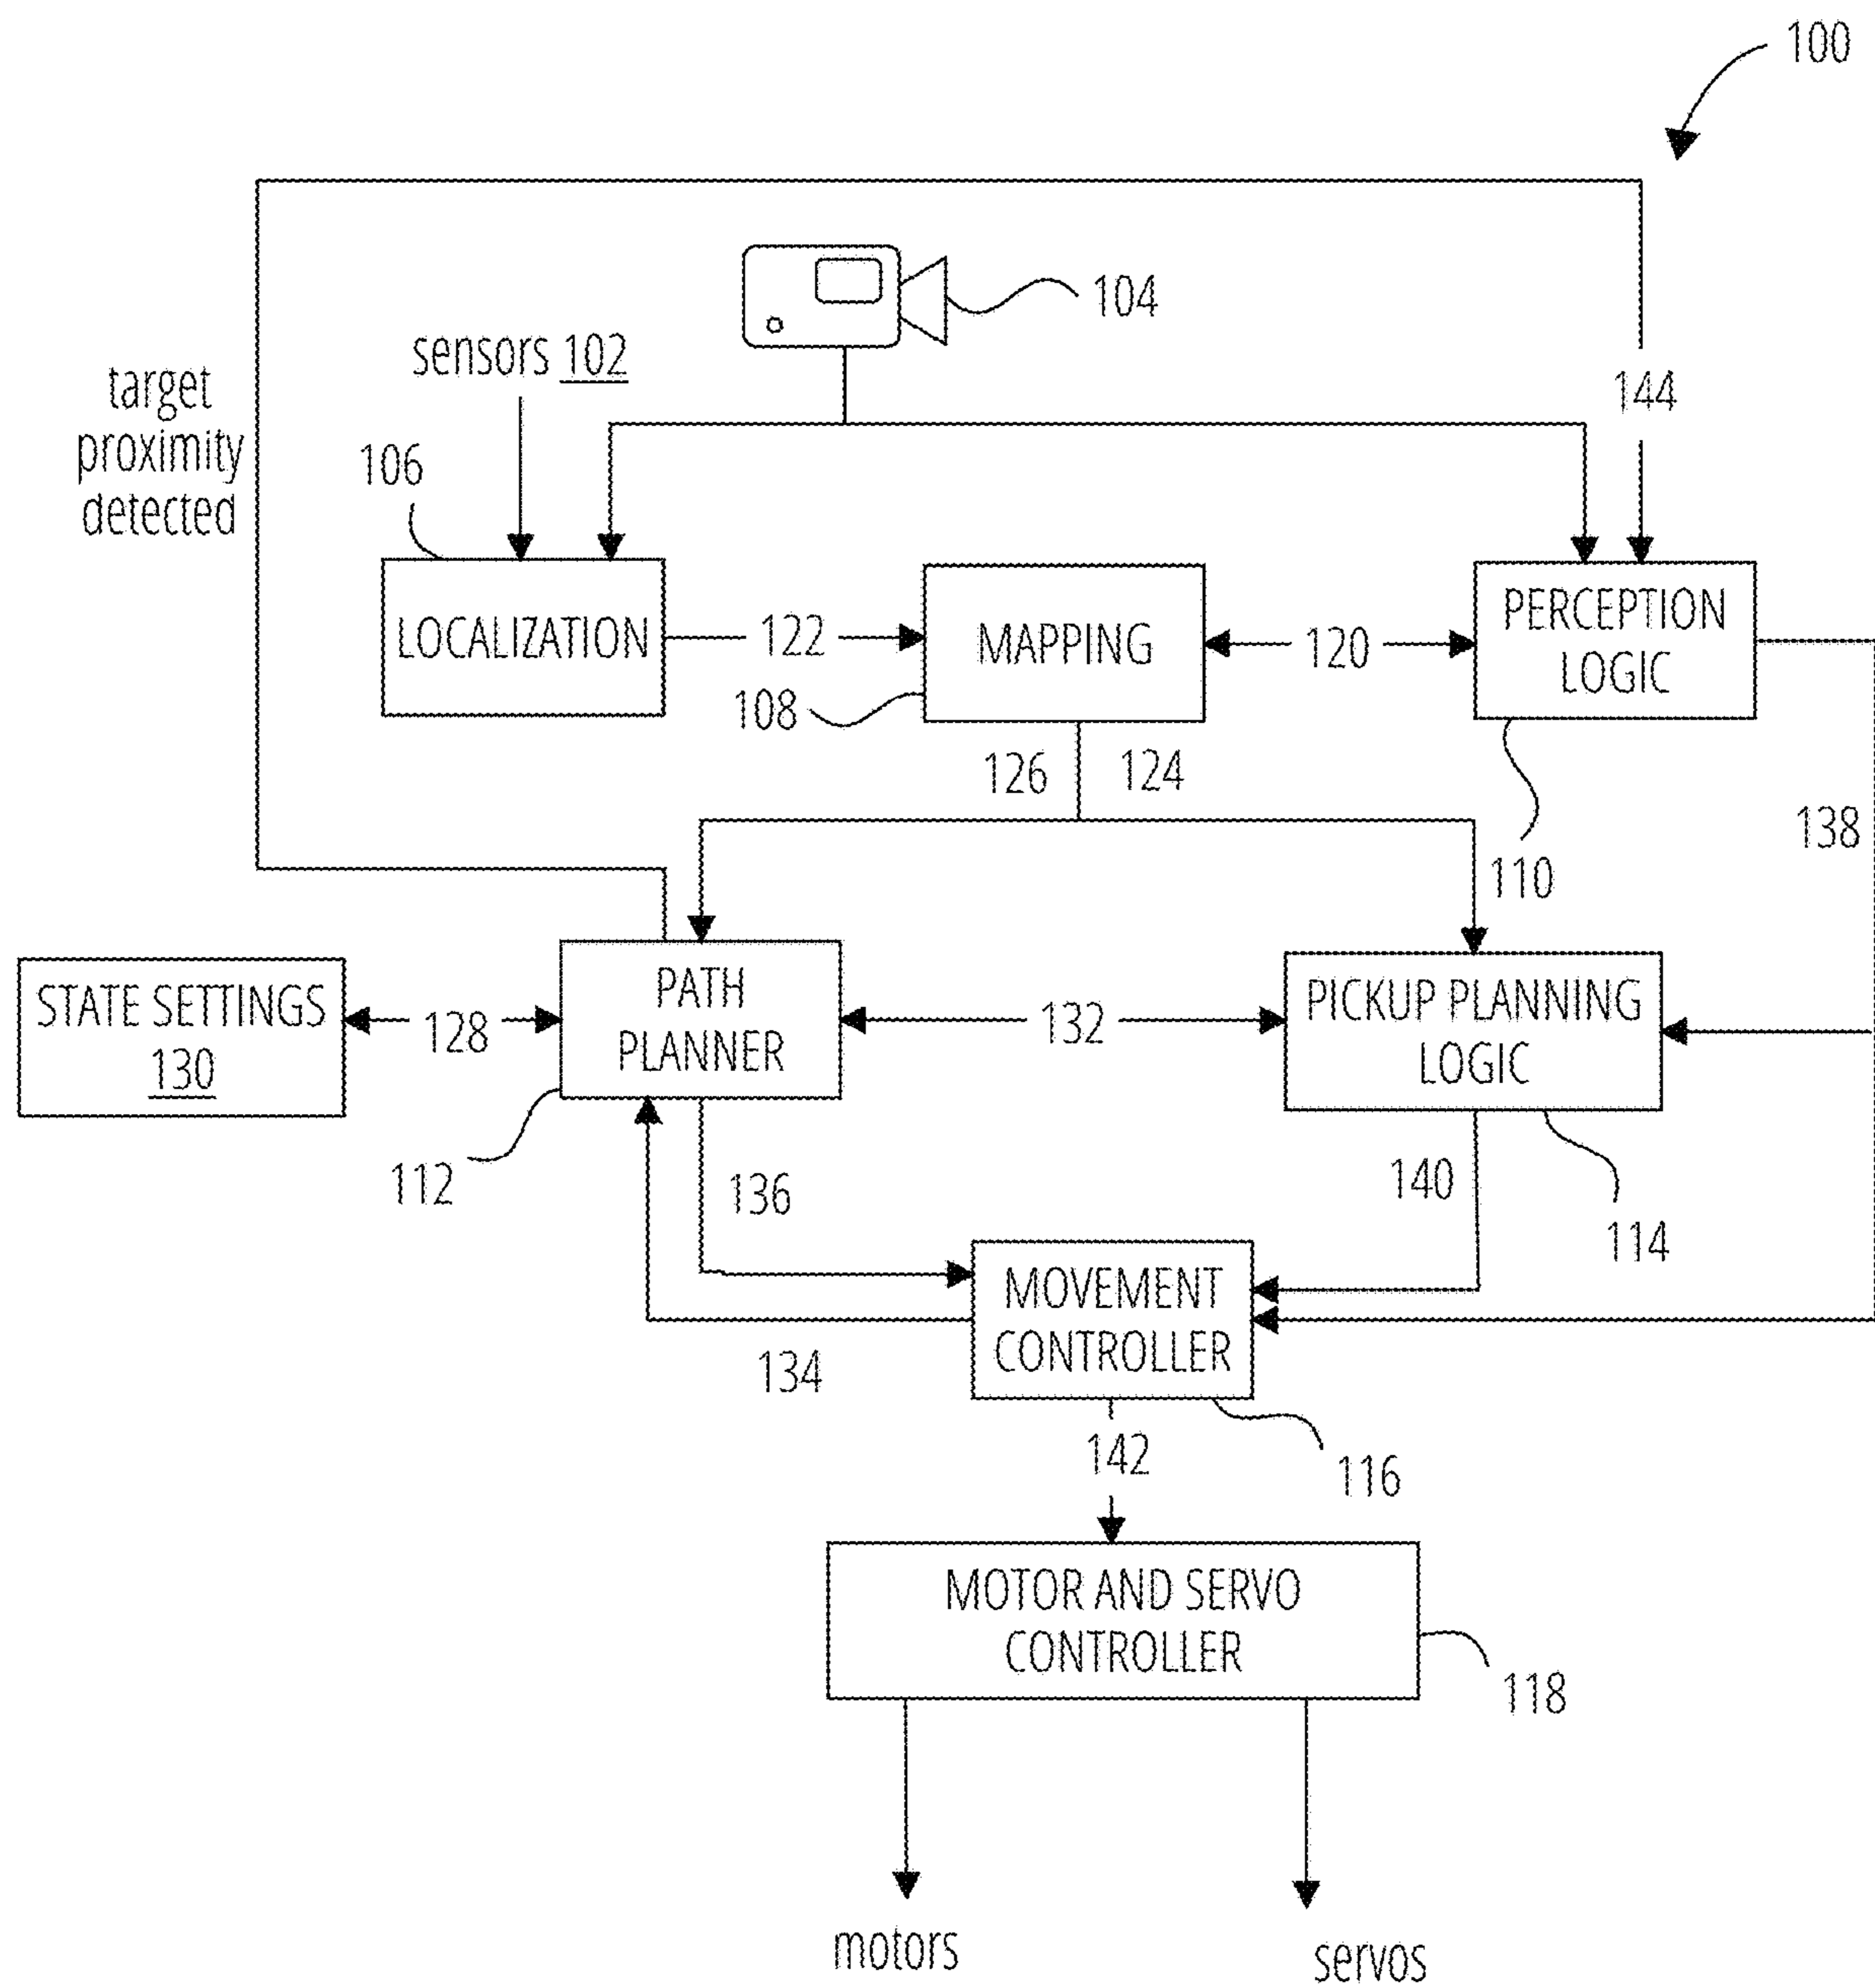 100
104
sensors 102
target
proximity
detected
144
106
LOCALIZATION
122
MAPPING
120
PERCEPTION
LOGIC
108
126
124
110
138
STATE SETTINGS
130
128
PATH
PLANNER
132
PICKUP PLANNING
LOGIC
112
136
140
114
MOVEMENT
CONTROLLER
134
142
116
MOTOR AND SERVO
CONTROLLER
118
motors
servos